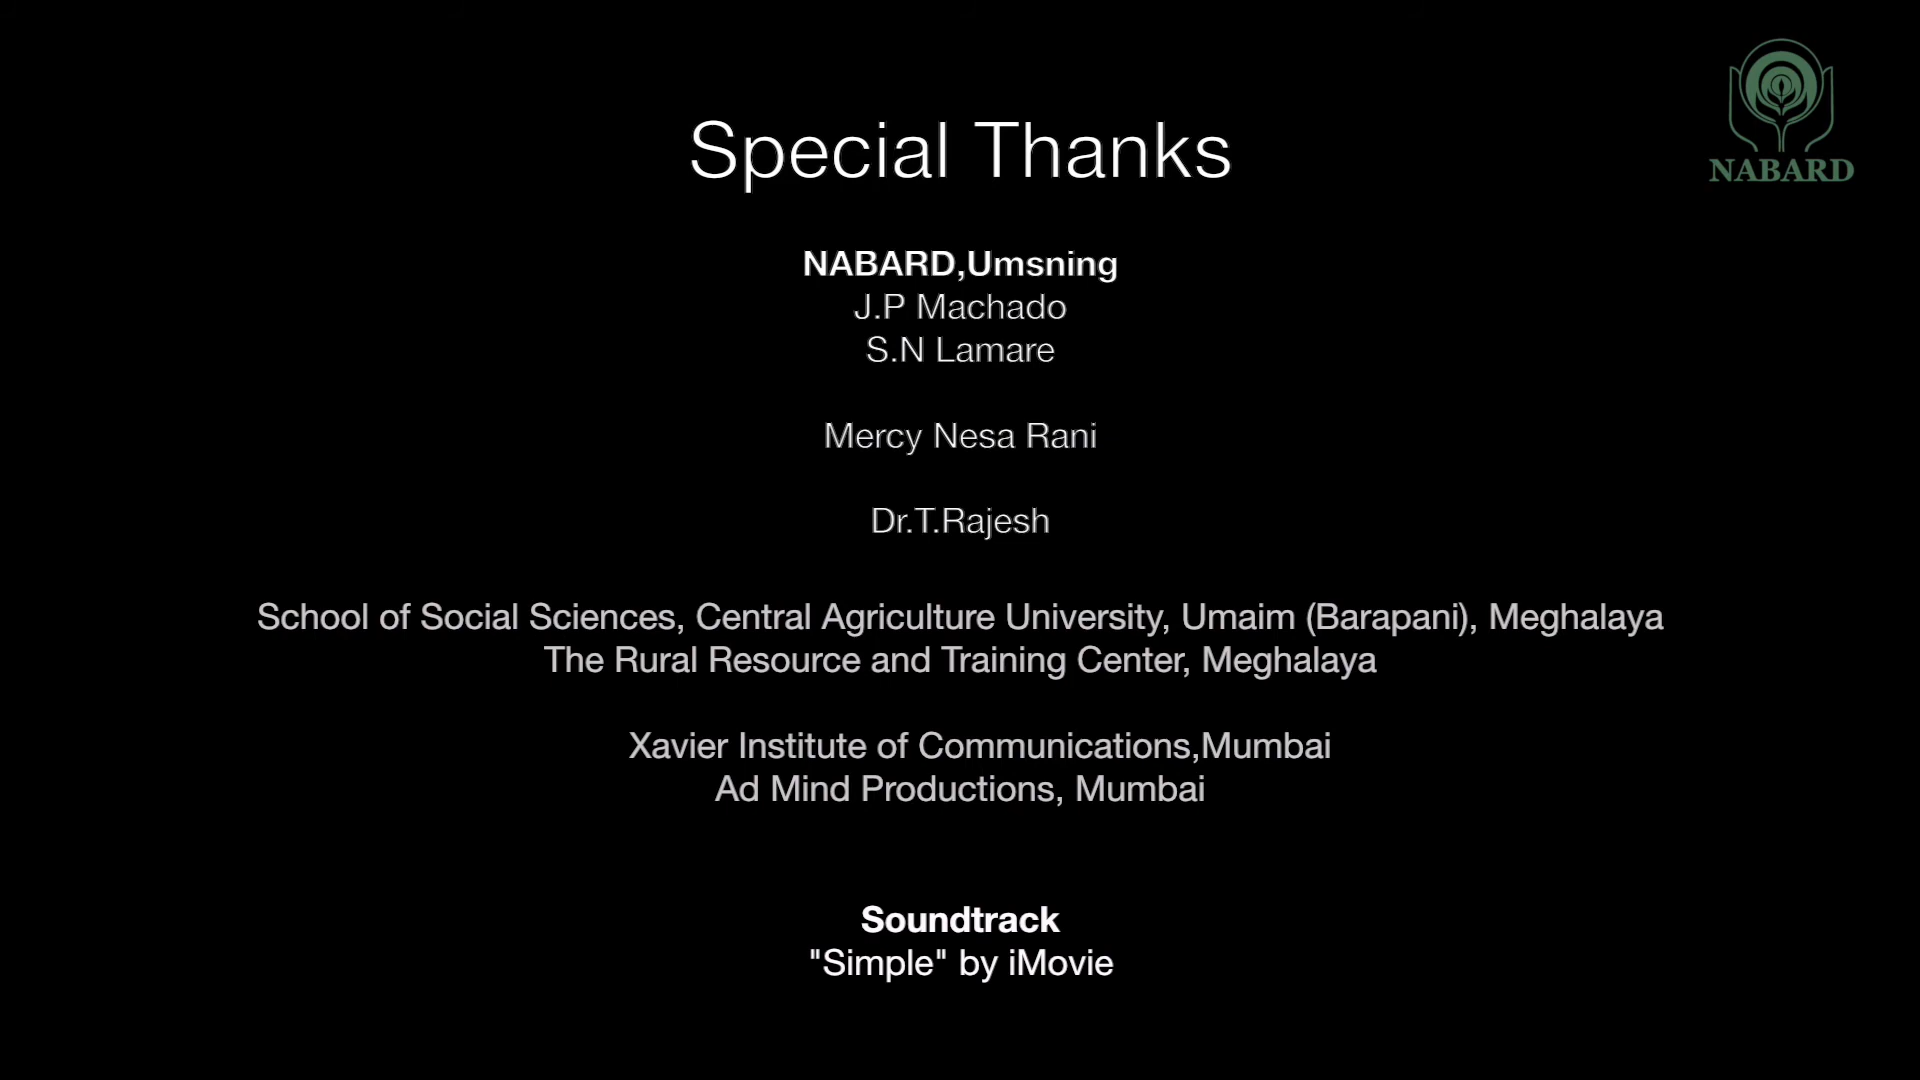 Special Thanks
NABARD
NABARD,Umsning
J.P Machado
S.N Lamare
Mercy Nesa Rani
Dr.T.Rajesh
School of Social Sciences, Central Agriculture University, Umaim (Barapani), Meghalaya
The Rural Resource and Training Center, Meghalaya
Xavier Institute of Communications,Mumbai
Ad Mind Productions, Mumbai
Soundtrack
"Simple" by iMovie